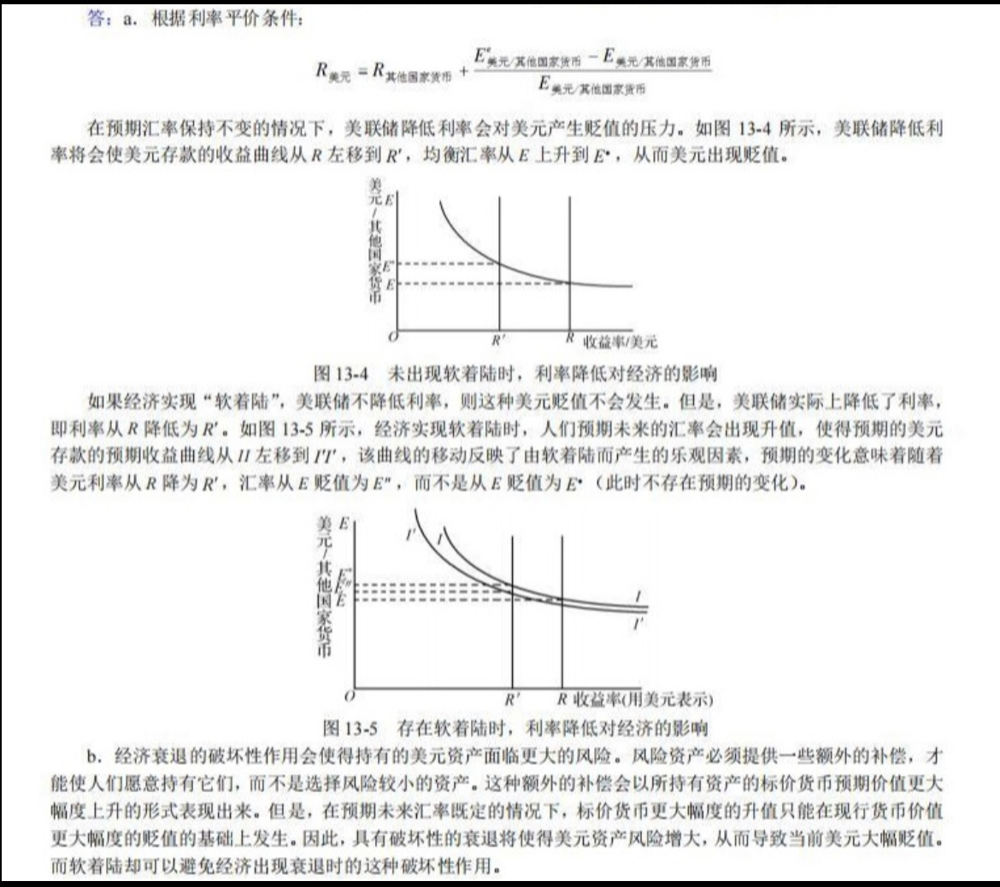 答：a．根据利率平价条件：
R美元 = R其他国家货币 + (E^e美元/其他国家货币 − E美元/其他国家货币) / E美元/其他国家货币
在预期汇率保持不变的情况下，美联储降低利率会对美元产生贬值的压力。如图 13-4 所示，美联储降低利
率将会使美元存款的收益曲线从 R 左移到 R′，均衡汇率从 E 上升到 E*，从而美元出现贬值。
美元/其他国家货币
E
E*
E
O
R′
R
收益率/美元
图 13-4 未出现软着陆时，利率降低对经济的影响
如果经济实现“软着陆”，美联储不降低利率，则这种美元贬值不会发生。但是，美联储实际上降低了利率，
即利率从 R 降低为 R′。如图 13-5 所示，经济实现软着陆时，人们预期未来的汇率会出现升值，使得预期的美元
存款的预期收益曲线从 II 左移到 I′I′，该曲线的移动反映了由软着陆而产生的乐观因素，预期的变化意味着随着
美元利率从 R 降为 R′，汇率从 E 贬值为 E″，而不是从 E 贬值为 E*（此时不存在预期的变化）。
美元/其他国家货币
E
I′
I
E*
E″
E
I
I′
O
R′
R
收益率(用美元表示)
图 13-5 存在软着陆时，利率降低对经济的影响
b．经济衰退的破坏性作用会使得持有的美元资产面临更大的风险。风险资产必须提供一些额外的补偿，才
能使人们愿意持有它们，而不是选择风险较小的资产。这种额外的补偿会以所持有资产的标价货币预期价值更大
幅度上升的形式表现出来。但是，在预期未来汇率既定的情况下，标价货币更大幅度的升值只能在现行货币价值
更大幅度的贬值的基础上发生。因此，具有破坏性的衰退将使得美元资产风险增大，从而导致当前美元大幅贬值。
而软着陆却可以避免经济出现衰退时的这种破坏性作用。